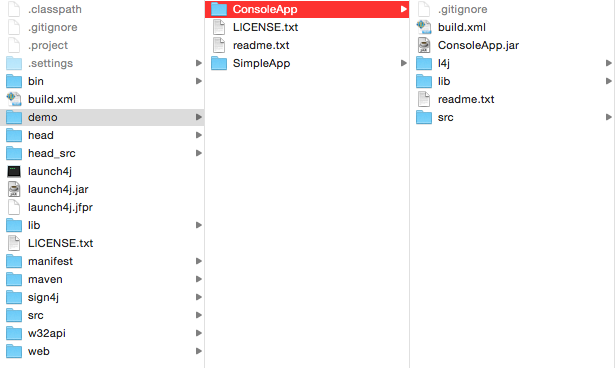 .classpath
.gitignore
.project
.settings
bin
build.xml
demo
head
head_src
launch4j
launch4j.jar
launch4j.jfpr
lib
LICENSE.txt
manifest
maven
sign4j
src
w32api
web
ConsoleApp
LICENSE.txt
readme.txt
SimpleApp
.gitignore
build.xml
ConsoleApp.jar
l4j
lib
readme.txt
src